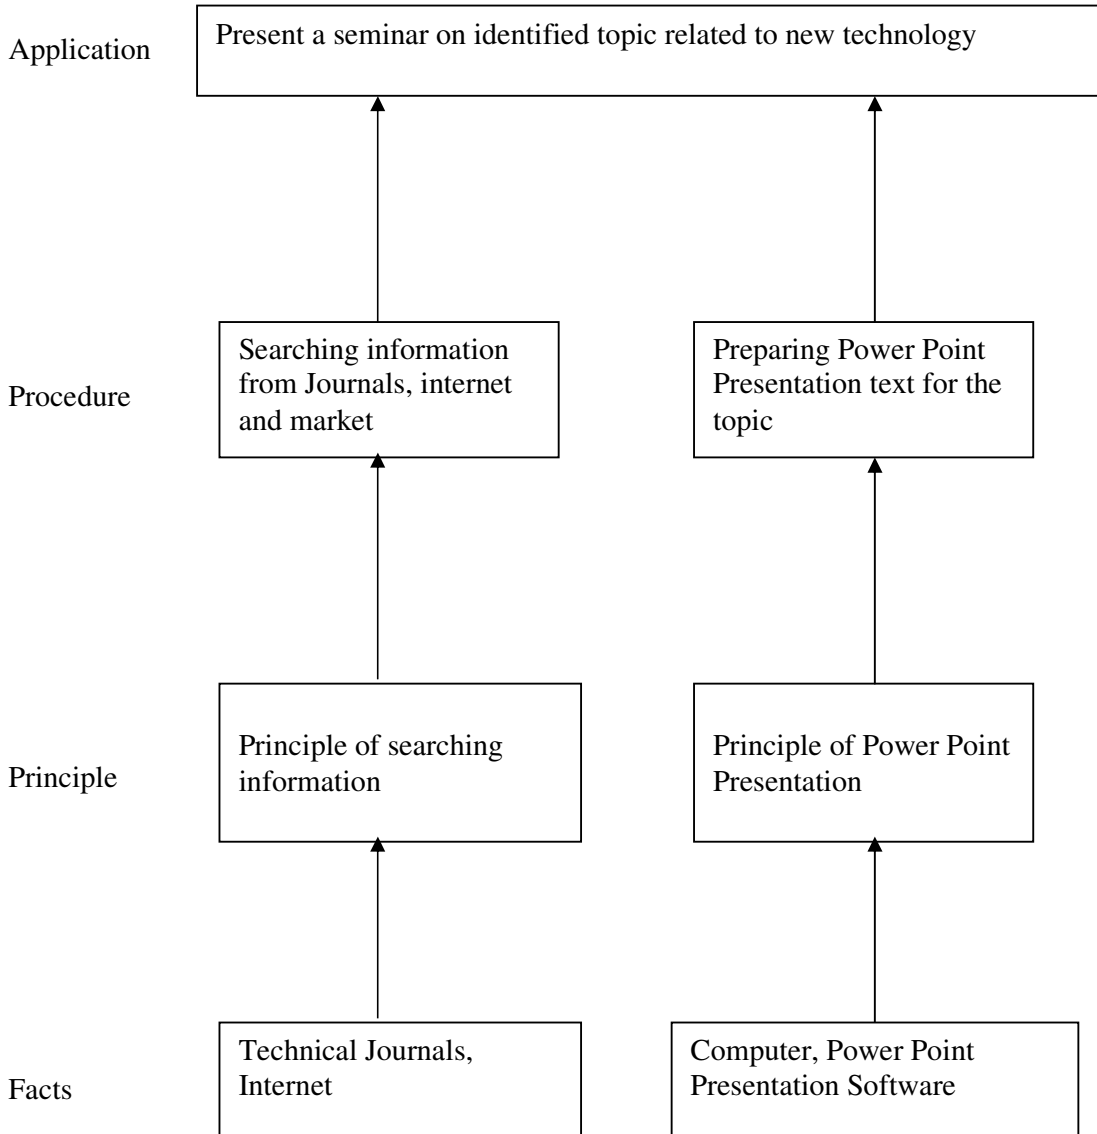 Application
Present a seminar on identified topic related to new technology
Procedure
Searching information
from Journals, internet
and market
Preparing Power Point
Presentation text for the
topic
Principle
Principle of searching
information
Principle of Power Point
Presentation
Facts
Technical Journals,
Internet
Computer, Power Point
Presentation Software